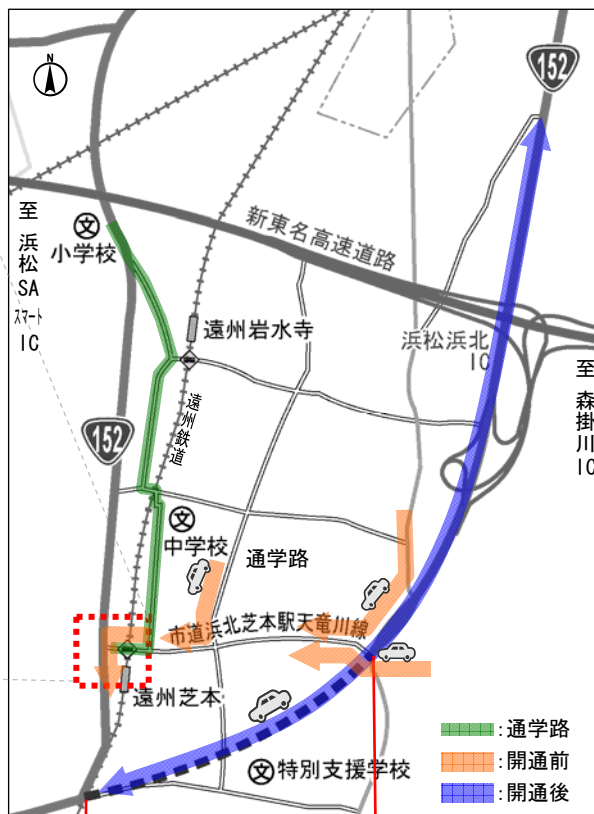 N
152
至
浜松SA
スマート
IC
小学校
新東名高速道路
遠州岩水寺
浜松浜北
IC
至
森掛川IC
152
遠州鉄道
中学校
通学路
市道浜北芝本駅天竜川線
遠州芝本
特別支援学校
:通学路
:開通前
:開通後
文
文
文